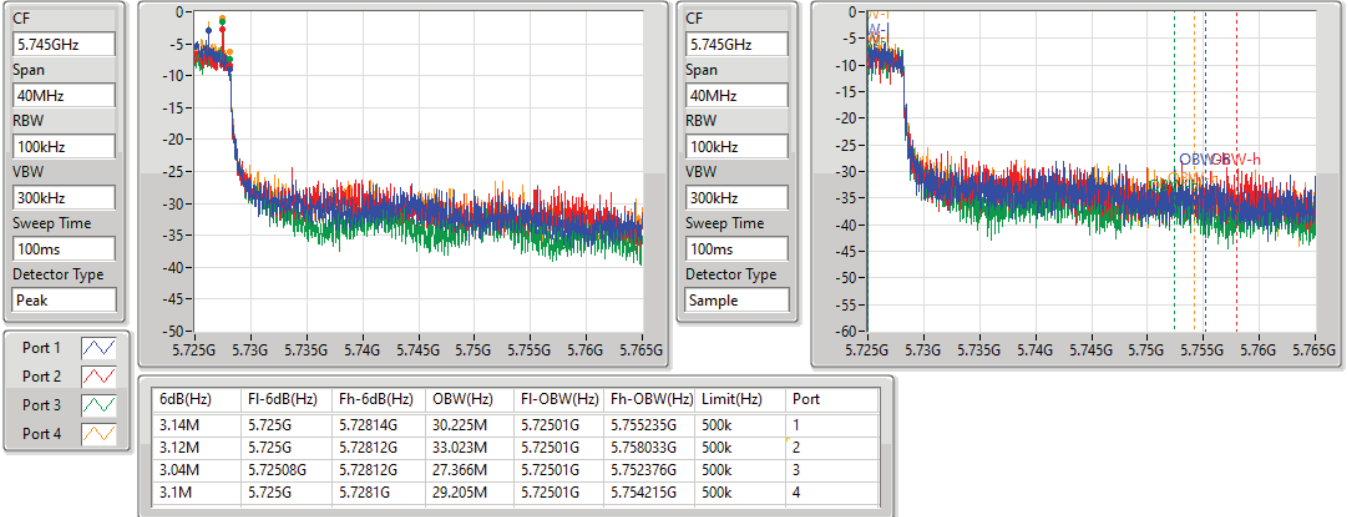 CF
5.745GHz
Span
40MHz
RBW
100kHz
VBW
300kHz
Sweep Time
100ms
Detector Type
Peak
0
-5
-10
-15
-20
-25
-30
-35
-40
-45
-50
5.725G 5.73G 5.735G 5.74G 5.745G 5.75G 5.755G 5.76G 5.765G
CF
5.745GHz
Span
40MHz
RBW
100kHz
VBW
300kHz
Sweep Time
100ms
Detector Type
Sample
0
-5
-10
-15
-20
-25
-30
-35
-40
-45
-50
-55
-60
OBW-h
5.725G 5.73G 5.735G 5.74G 5.745G 5.75G 5.755G 5.76G 5.765G
Port 1
Port 2
Port 3
Port 4
6dB(Hz) Fl-6dB(Hz) Fh-6dB(Hz) OBW(Hz) Fl-OBW(Hz) Fh-OBW(Hz) Limit(Hz) Port
3.14M 5.725G 5.72814G 30.225M 5.72501G 5.755235G 500k 1
3.12M 5.725G 5.72812G 33.023M 5.72501G 5.758033G 500k 2
3.04M 5.72508G 5.72812G 27.366M 5.72501G 5.752376G 500k 3
3.1M 5.725G 5.7281G 29.205M 5.72501G 5.754215G 500k 4